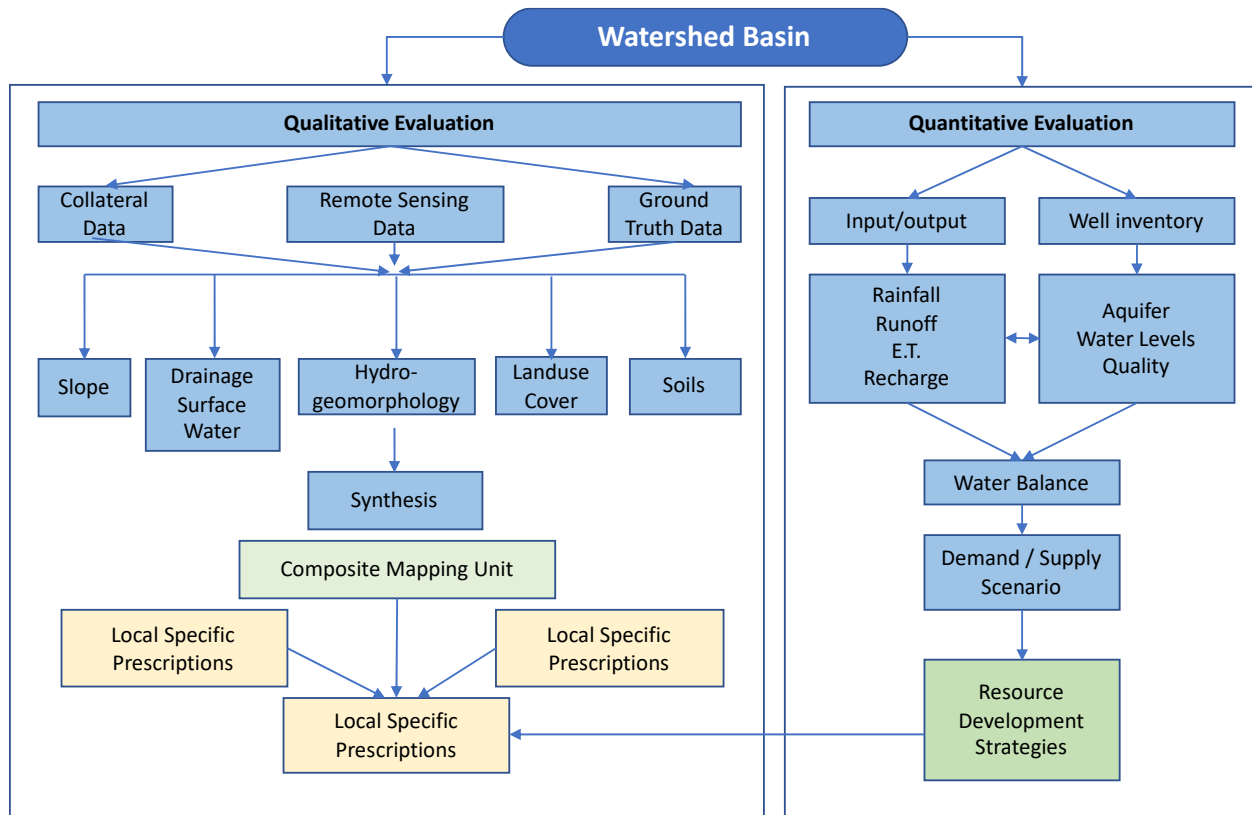 Watershed Basin
Qualitative Evaluation
Collateral
Data
Remote Sensing
Data
Ground
Truth Data
Slope
Drainage
Surface
Water
Hydro-
geomorphology
Landuse
Cover
Soils
Synthesis
Composite Mapping Unit
Local Specific
Prescriptions
Local Specific
Prescriptions
Local Specific
Prescriptions
Quantitative Evaluation
Input/output
Well inventory
Rainfall
Runoff
E.T.
Recharge
Aquifer
Water Levels
Quality
Water Balance
Demand / Supply
Scenario
Resource
Development
Strategies